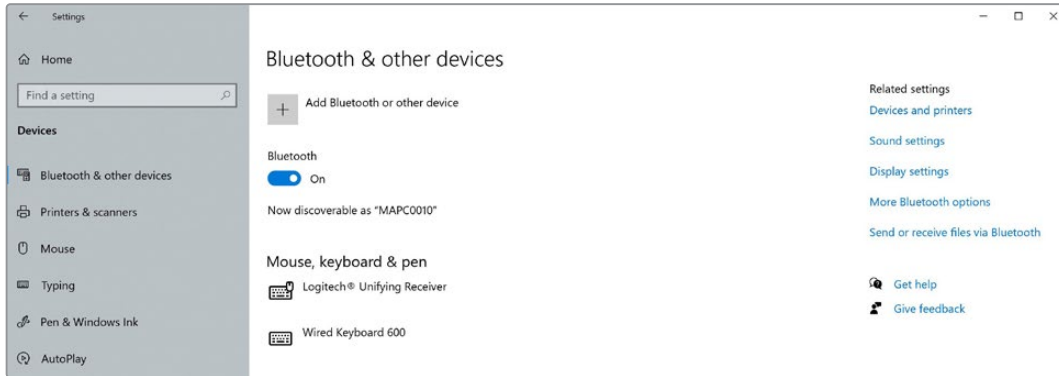 Settings
Home
Find a setting
Devices
Bluetooth & other devices
Printers & scanners
Mouse
Typing
Pen & Windows Ink
AutoPlay
Bluetooth & other devices
Add Bluetooth or other device
Bluetooth
On
Now discoverable as “MAPC0010”
Mouse, keyboard & pen
Logitech® Unifying Receiver
Wired Keyboard 600
Related settings
Devices and printers
Sound settings
Display settings
More Bluetooth options
Send or receive files via Bluetooth
Get help
Give feedback